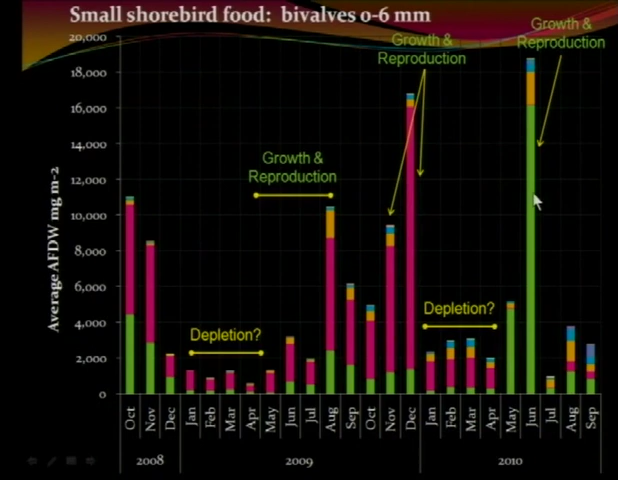 Small shorebird food:  bivalves 0-6 mm
20,000
18,000
16,000
14,000
12,000
10,000
8,000
6,000
4,000
2,000
0
Average AFDW mg m-2
Growth &
Reproduction
Growth &
Reproduction
Growth &
Reproduction
Depletion?
Depletion?
Oct
Nov
Dec
Jan
Feb
Mar
Apr
May
Jun
Jul
Aug
Sep
Oct
Nov
Dec
Jan
Feb
Mar
Apr
May
Jun
Jul
Aug
Sep
2008
2009
2010